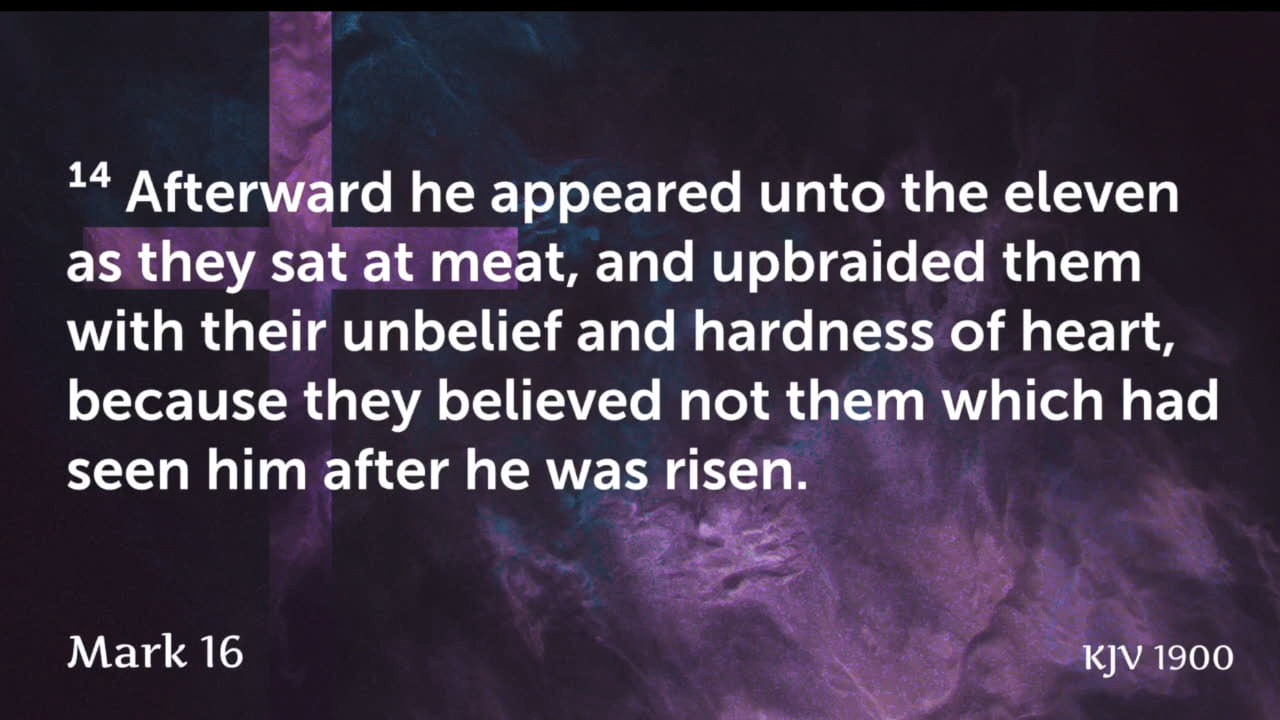 14 Afterward he appeared unto the eleven
as they sat at meat, and upbraided them
with their unbelief and hardness of heart,
because they believed not them which had
seen him after he was risen.
Mark 16
KJV 1900